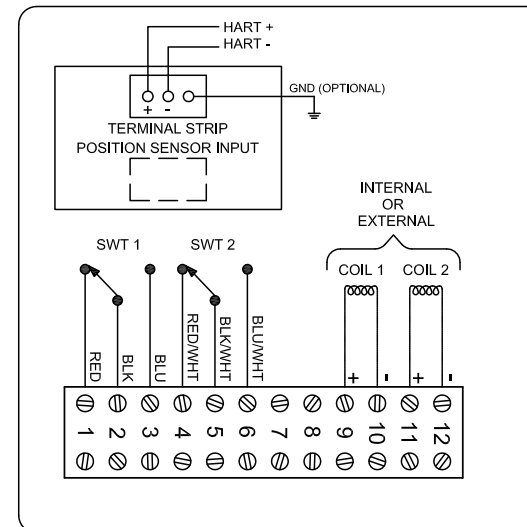 HART +
HART -
GND (OPTIONAL)
+ -
TERMINAL STRIP
POSITION SENSOR INPUT
INTERNAL
OR
EXTERNAL
SWT 1 SWT 2
COIL 1 COIL 2
RED BLK BLU RED/WHT BLK/WHT BLU/WHT
+ - + -
1 2 3 4 5 6 7 8 9 10 11 12